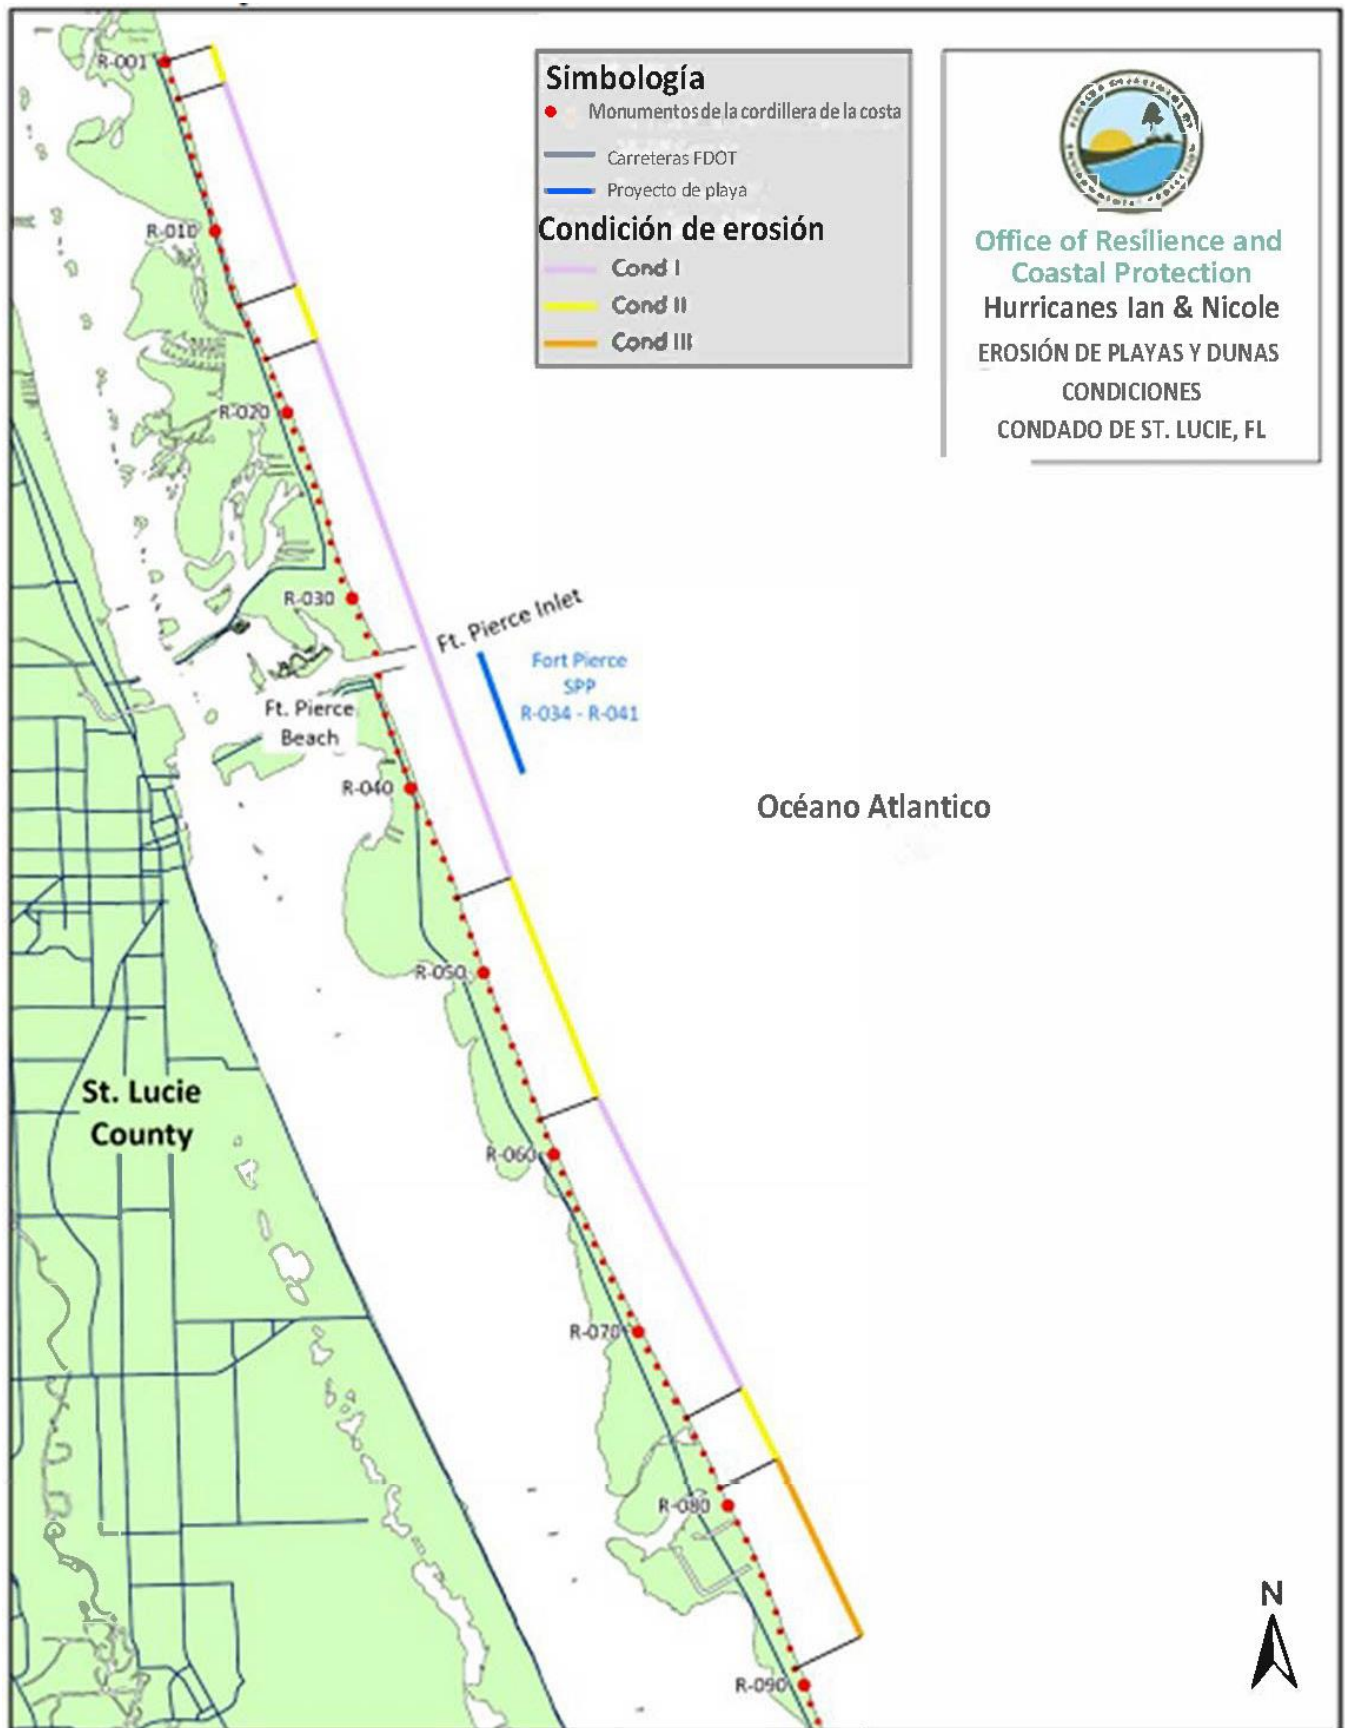 Simbología
Monumentos de la cordillera de la costa
Carreteras FDOT
Proyecto de playa
Condición de erosión
Cond I
Cond II
Cond III
Office of Resilience and
Coastal Protection
Hurricanes Ian & Nicole
EROSIÓN DE PLAYAS Y DUNAS
CONDICIONES
CONDADO DE ST. LUCIE, FL
R-001
R-010
R-020
R-030
Ft. Pierce Inlet
Fort Pierce
SPP
R-034 - R-041
Ft. Pierce
Beach
R-040
Océano Atlantico
R-050
St. Lucie
County
R-060
R-070
R-080
N
R-090